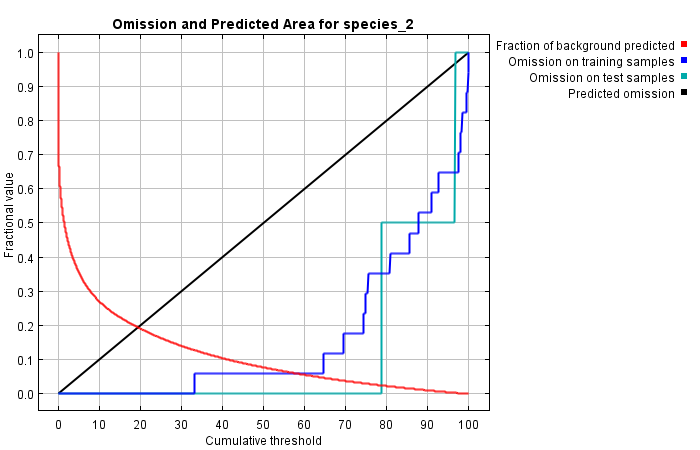 Omission and Predicted Area for species_2
Fraction of background predicted
Omission on training samples
Omission on test samples
Predicted omission
Fractional value
1.0
0.9
0.8
0.7
0.6
0.5
0.4
0.3
0.2
0.1
0.0
0 10 20 30 40 50 60 70 80 90 100
Cumulative threshold